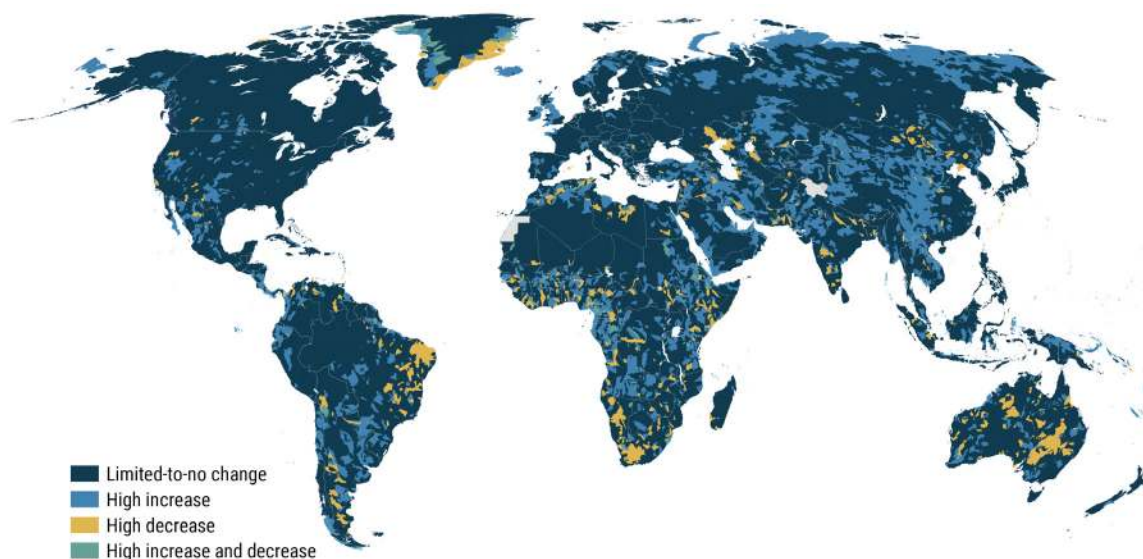 Limited-to-no change
High increase
High decrease
High increase and decrease